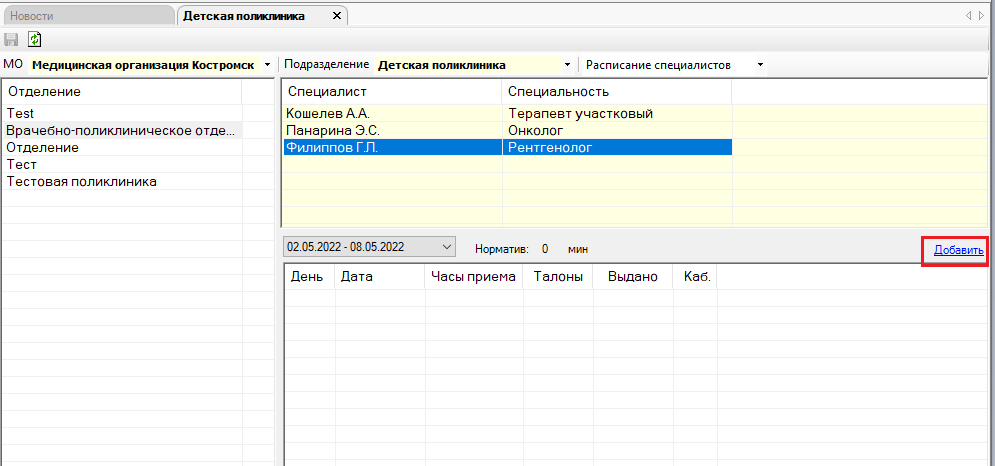 Новости
Детская поликлиника
МО Медицинская организация Костромск Подразделение Детская поликлиника Расписание специалистов
Отделение
Test
Врачебно-поликлиническое отде...
Отделение
Тест
Тестовая поликлиника
Специалист Специальность
Кошелев А.А. Терапевт участковый
Панарина Э.С. Онколог
Филиппов Г.П. Рентгенолог
02.05.2022 - 08.05.2022 Норматив: 0 мин Добавить
День Дата Часы приема Талоны Выдано Каб.